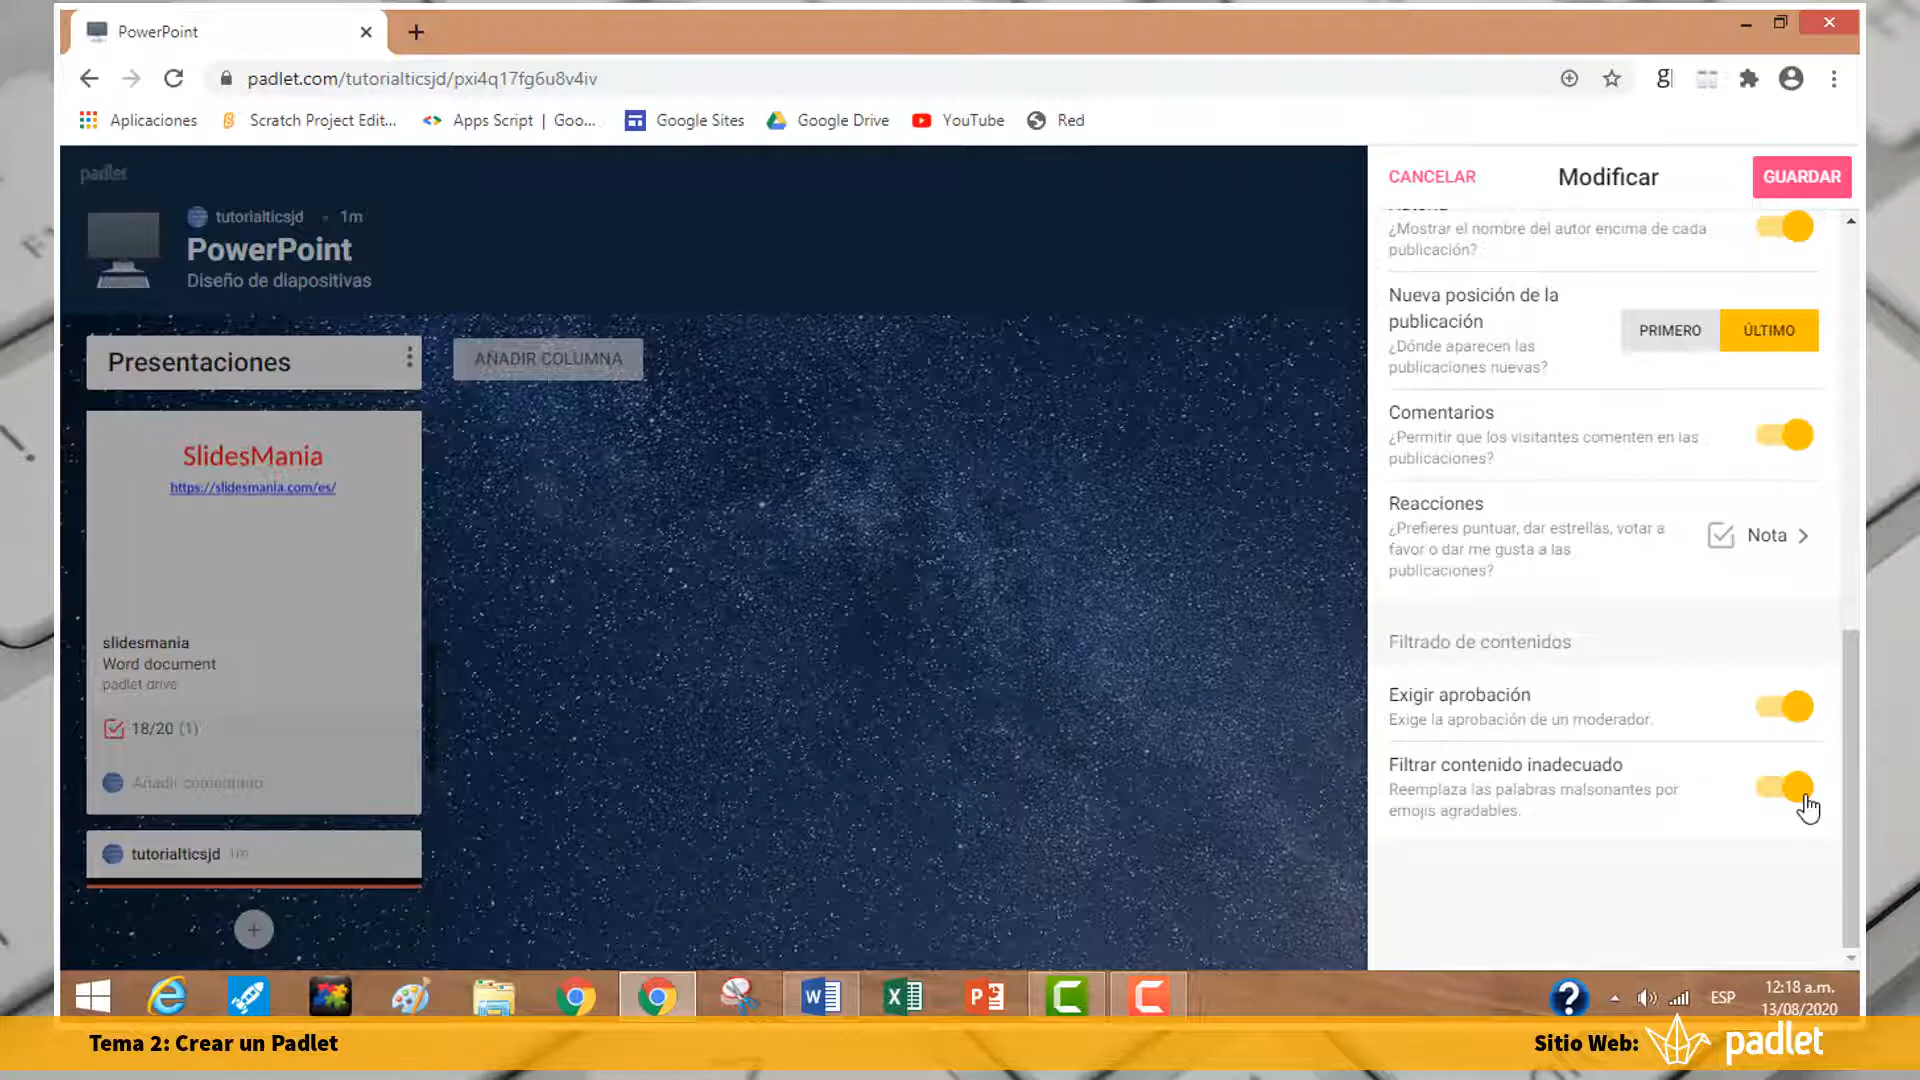 PowerPoint
padlet.com/tutorialticsjd/pxi4q17fg6u8v4iv
g
Aplicaciones
Scratch Project Edit...
Apps Script | Goo...
Google Sites
Google Drive
YouTube
Red
padlet
tutorialticsjd • 1m
PowerPoint
Diseño de diapositivas
Presentaciones
AÑADIR COLUMNA
SlidesMania
https://slidesmania.com/es/
slidesmania
Word document
padlet drive
18/20 (1)
Añadir comentario
tutorialticsjd 1m
CANCELAR
Modificar
GUARDAR
¿Mostrar el nombre del autor encima de cada
publicación?
Nueva posición de la
publicación
¿Dónde aparecen las
publicaciones nuevas?
PRIMERO
ÚLTIMO
Comentarios
¿Permitir que los visitantes comenten en las
publicaciones?
Reacciones
¿Prefieres puntuar, dar estrellas, votar a
favor o dar me gusta a las
publicaciones?
Nota
Filtrado de contenidos
Exigir aprobación
Exige la aprobación de un moderador.
Filtrar contenido inadecuado
Reemplaza las palabras malsonantes por
emojis agradables.
ESP
12:18 a.m.
13/08/2020
Tema 2: Crear un Padlet
Sitio Web:
padlet